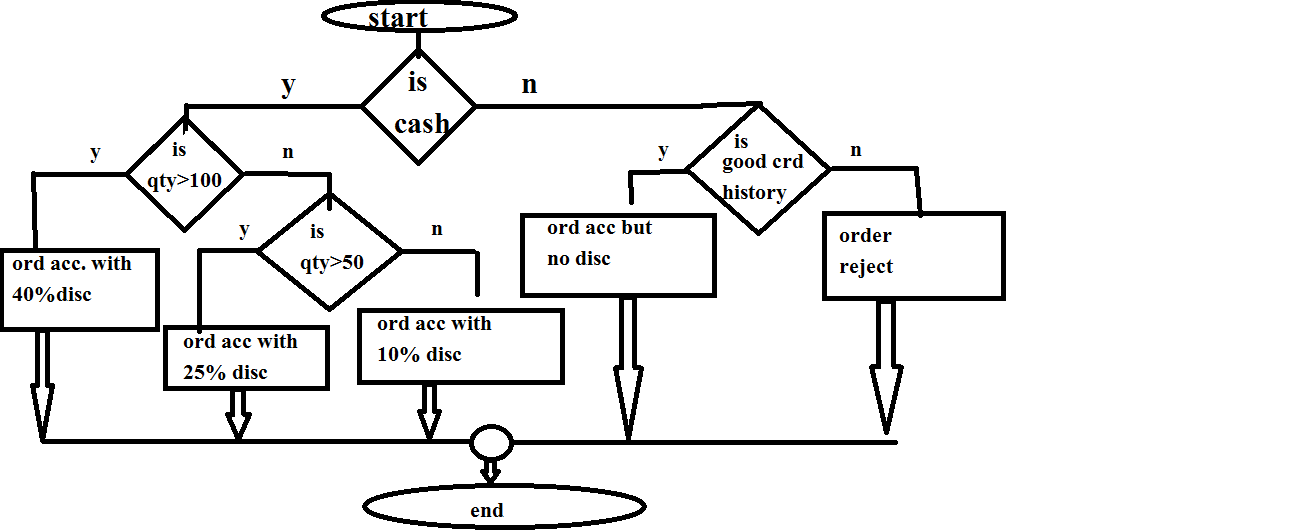 start
is
cash
y
n
is
qty>100
y
n
is
good crd
history
y
n
is
qty>50
y
n
ord acc. with
40%disc
ord acc with
25% disc
ord acc with
10% disc
ord acc but
no disc
order
reject
end